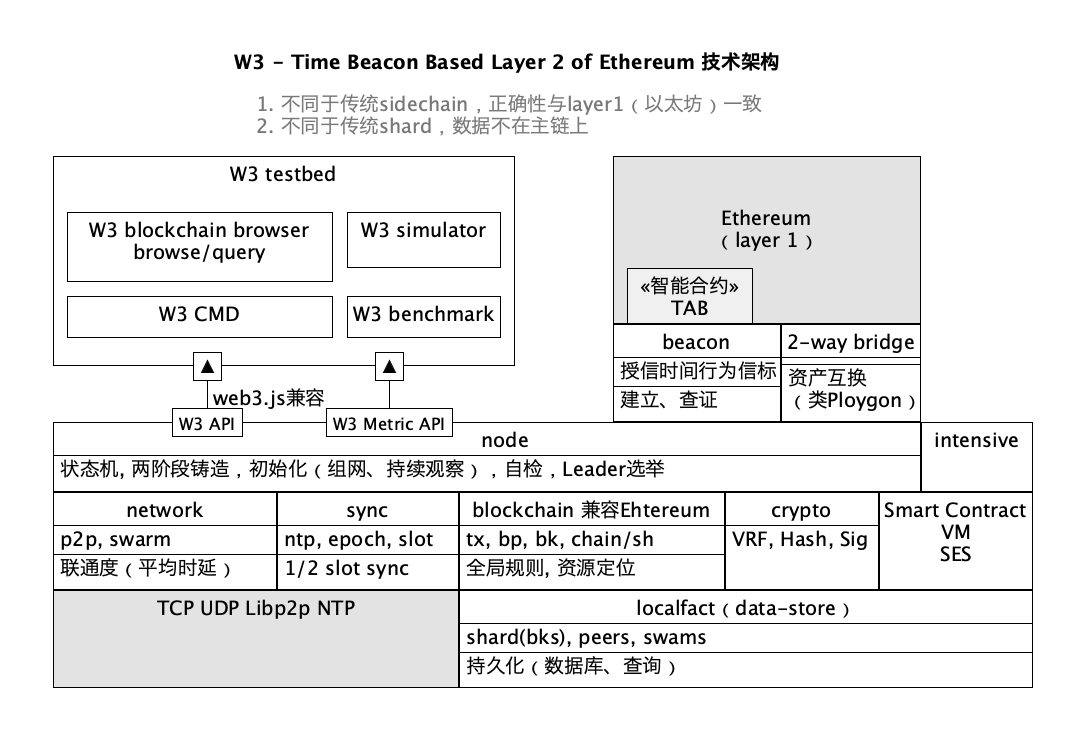 W3 - Time Beacon Based Layer 2 of Ethereum 技术架构
1. 不同于传统sidechain，正确性与layer1（以太坊）一致
2. 不同于传统shard，数据不在主链上
W3 testbed
W3 blockchain browser
browse/query
W3 simulator
W3 CMD
W3 benchmark
Ethereum
（layer 1）
«智能合约»
TAB
beacon
授信时间行为信标
建立、查证
2-way bridge
资产互换
（类Ploygon）
web3.js兼容
W3 API
W3 Metric API
node
状态机, 两阶段铸造，初始化（组网、持续观察），自检，Leader选举
intensive
network
p2p, swarm
联通度（平均时延）
sync
ntp, epoch, slot
1/2 slot sync
blockchain 兼容Ehtereum
tx, bp, bk, chain/sh
全局规则, 资源定位
crypto
VRF, Hash, Sig
Smart Contract
VM
SES
TCP UDP Libp2p NTP
localfact（data-store）
shard(bks), peers, swams
持久化（数据库、查询）